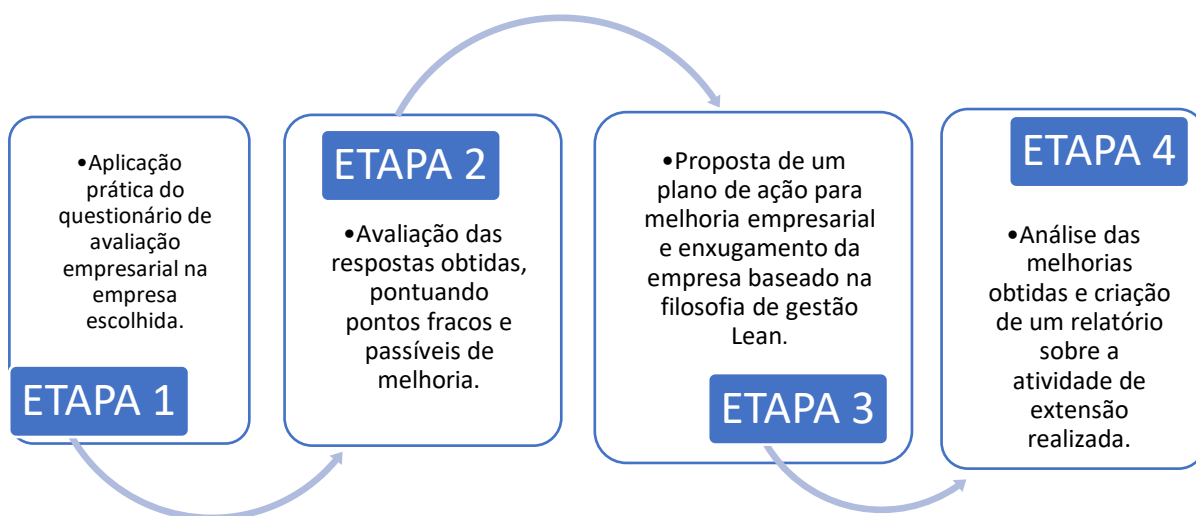 •Aplicação
prática do
questionário de
avaliação
empresarial na
empresa
escolhida.
ETAPA 1
ETAPA 2
•Avaliação das
respostas obtidas,
pontuando
pontos fracos e
passíveis de
melhoria.
•Proposta de um
plano de ação para
melhoria empresarial
e enxugamento da
empresa baseado na
filosofia de gestão
Lean.
ETAPA 3
ETAPA 4
•Análise das
melhorias
obtidas e criação
de um relatório
sobre a
atividade de
extensão
realizada.